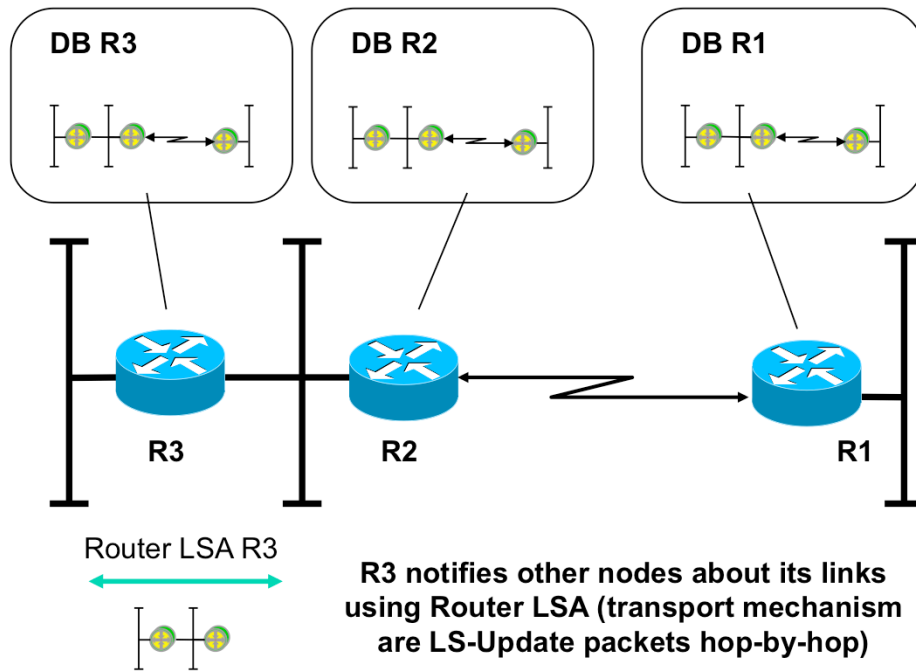 DB R3
DB R2
DB R1
R3
R2
R1
Router LSA R3
R3 notifies other nodes about its links
using Router LSA (transport mechanism
are LS-Update packets hop-by-hop)